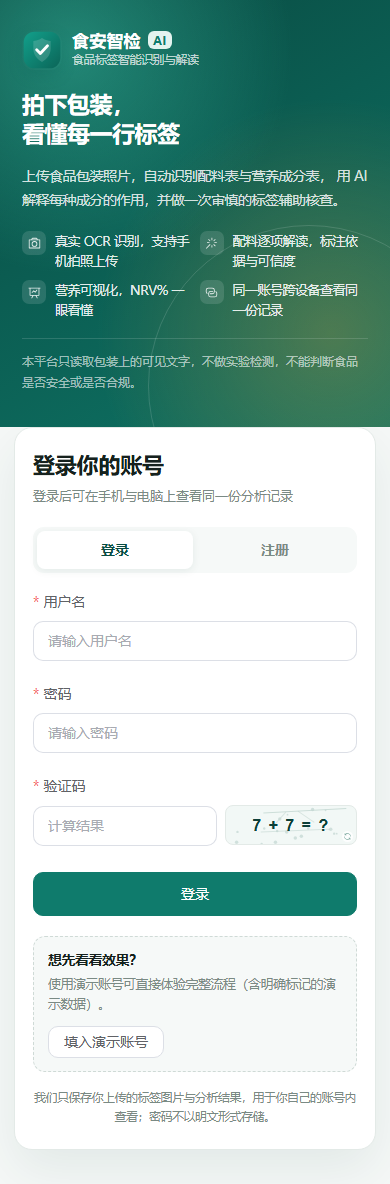 食安智检 AI
食品标签智能识别与解读
拍下包装，
看懂每一行标签
上传食品包装照片，自动识别配料表与营养成分表， 用 AI
解释每种成分的作用，并做一次审慎的标签辅助核查。
真实 OCR 识别，支持手
机拍照上传
配料逐项解读，标注依
据与可信度
营养可视化，NRV% 一
眼看懂
同一账号跨设备查看同
一份记录
本平台只读取包装上的可见文字，不做实验检测，不能判断食品
是否安全或是否合规。
登录你的账号
登录后可在手机与电脑上查看同一份分析记录
登录
注册
* 用户名
请输入用户名
* 密码
请输入密码
* 验证码
计算结果
7 + 7 = ?
登录
想先看看效果？
使用演示账号可直接体验完整流程（含明确标记的演
示数据）。
填入演示账号
我们只保存你上传的标签图片与分析结果，用于你自己的账号内
查看；密码不以明文形式存储。